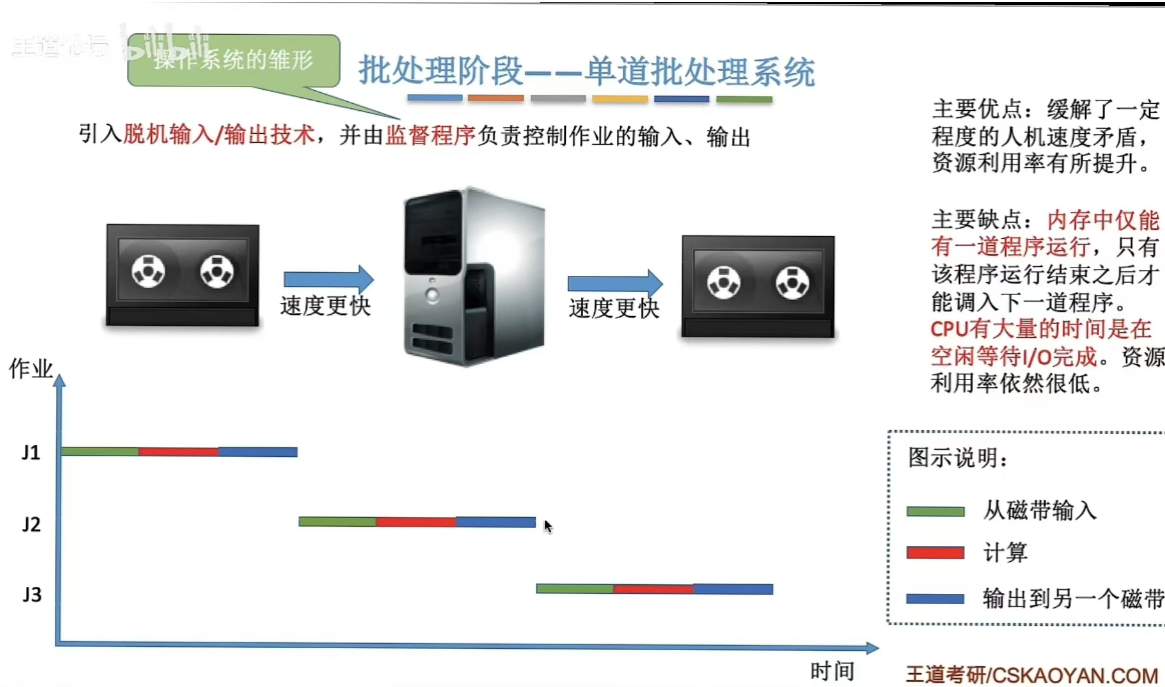 王道论坛 bilibili
操作系统的雏形
批处理阶段——单道批处理系统
引入脱机输入/输出技术，并由监督程序负责控制作业的输入、输出
速度更快
速度更快
主要优点：缓解了一定
程度的人机速度矛盾，
资源利用率有所提升。
主要缺点：内存中仅能
有一道程序运行，只有
该程序运行结束之后才
能调入下一道程序。
CPU有大量的时间是在
空闲等待I/O完成。资源
利用率依然很低。
作业
J1
J2
J3
时间
图示说明：
从磁带输入
计算
输出到另一个磁带
王道考研/CSKAOYAN.COM